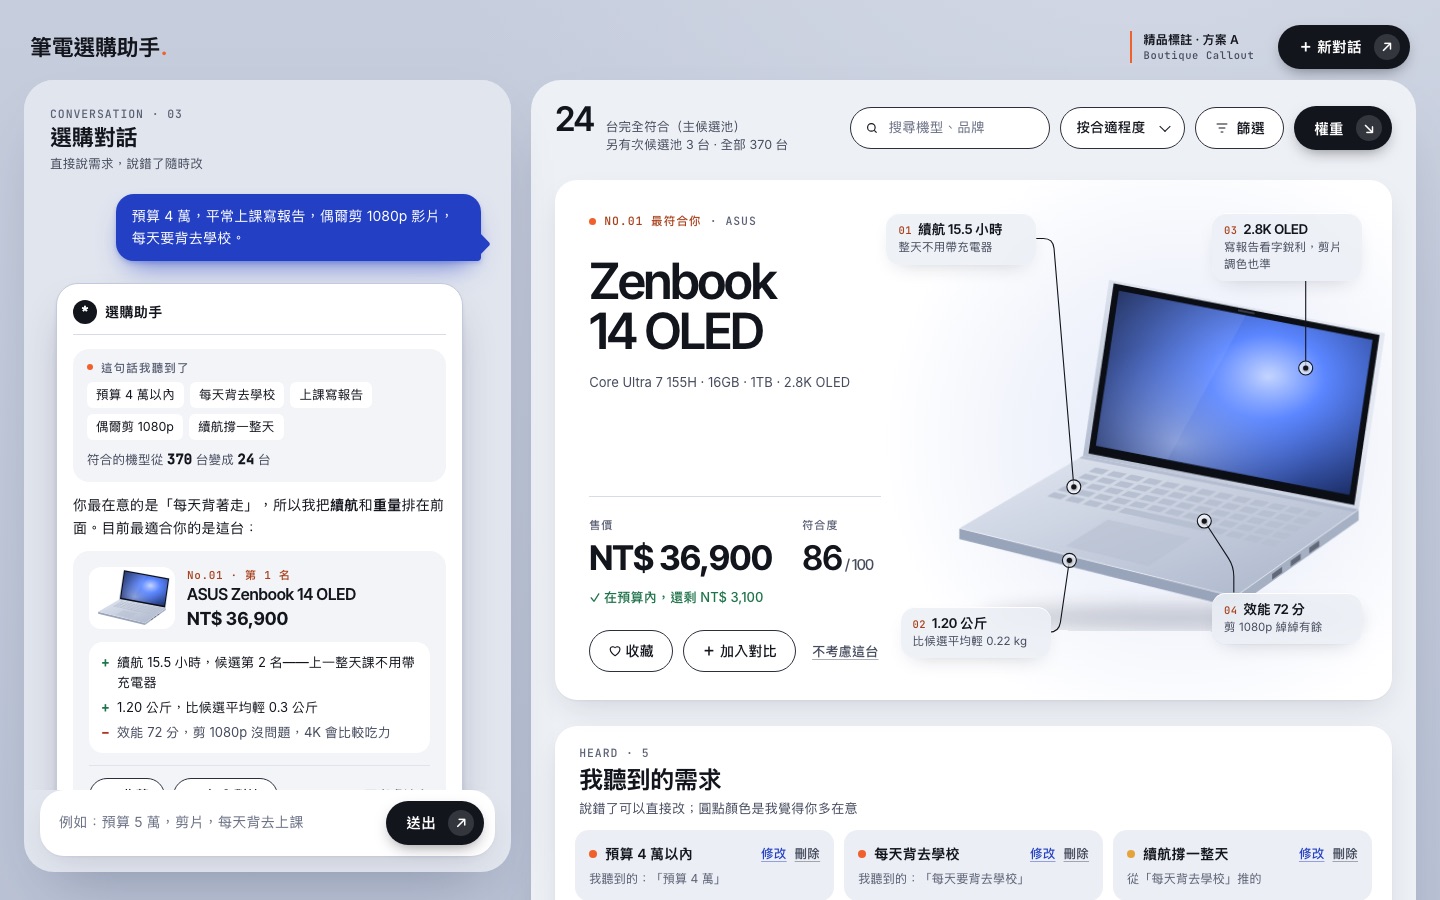 筆電選購助手.
精品標註 · 方案 A
Boutique Callout
+ 新對話
CONVERSATION · 03
選購對話
直接說需求，說錯了隨時改
預算 4 萬，平常上課寫報告，偶爾剪 1080p 影片，
每天要背去學校。
* 選購助手
這句話我聽到了
預算 4 萬以內 每天背去學校 上課寫報告
偶爾剪 1080p 續航撐一整天
符合的機型從 370 台變成 24 台
你最在意的是「每天背著走」，所以我把續航和重量排在前
面。目前最適合你的是這台：
No.01 · 第 1 名
ASUS Zenbook 14 OLED
NT$ 36,900
+ 續航 15.5 小時，候選第 2 名——上一整天課不用帶
充電器
+ 1.20 公斤，比候選平均輕 0.3 公斤
− 效能 72 分，剪 1080p 沒問題，4K 會比較吃力
例如：預算 5 萬，剪片，每天背去上課
送出
24 台完全符合（主候選池）
另有次候選池 3 台 · 全部 370 台
搜尋機型、品牌
按合適程度
篩選
權重
NO.01 最符合你 · ASUS
Zenbook
14 OLED
Core Ultra 7 155H · 16GB · 1TB · 2.8K OLED
售價
NT$ 36,900
符合度
86 / 100
✓ 在預算內，還剩 NT$ 3,100
收藏
+ 加入對比
不考慮這台
01 續航 15.5 小時
整天不用帶充電器
03 2.8K OLED
寫報告看字銳利，剪片
調色也準
02 1.20 公斤
比候選平均輕 0.22 kg
04 效能 72 分
剪 1080p 綽綽有餘
HEARD · 5
我聽到的需求
說錯了可以直接改；圓點顏色是我覺得你多在意
預算 4 萬以內 修改 刪除
我聽到的：「預算 4 萬」
每天背去學校 修改 刪除
我聽到的：「每天要背去學校」
續航撐一整天 修改 刪除
從「每天背去學校」推的